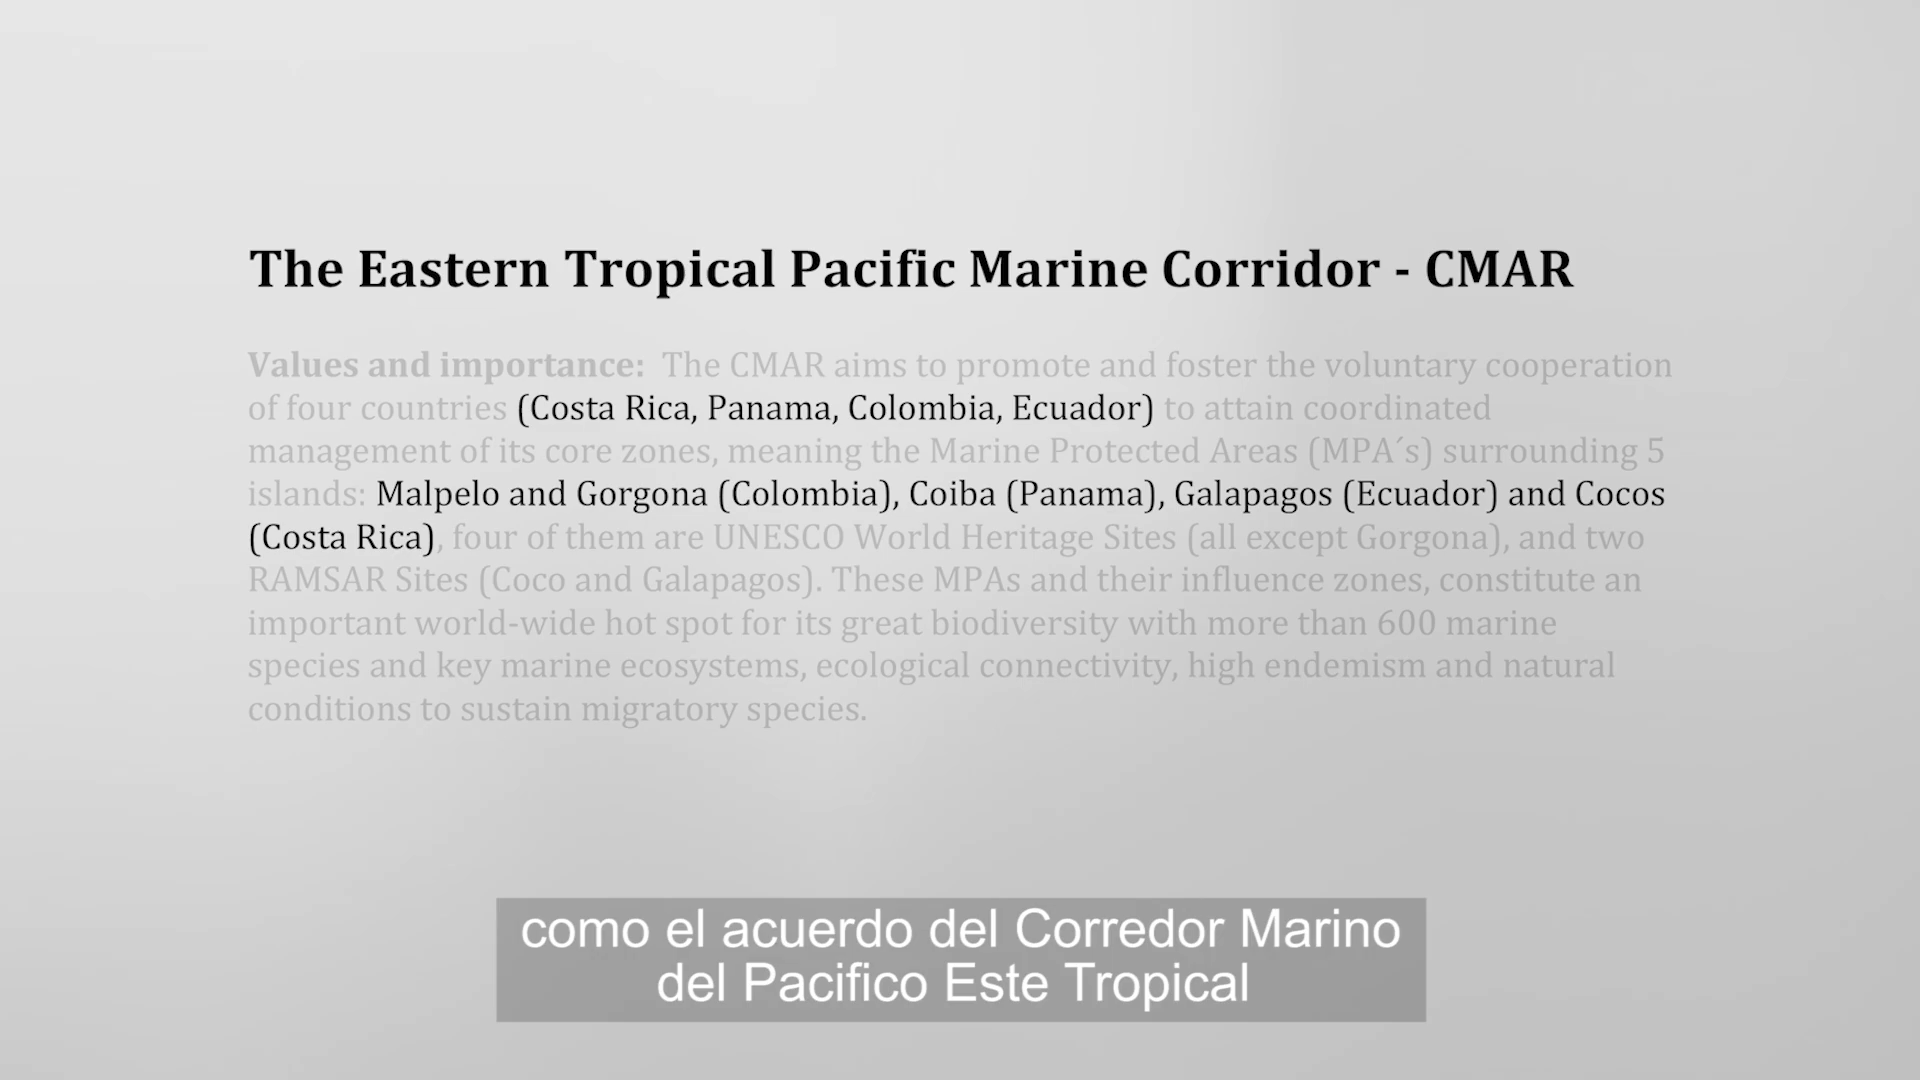 The Eastern Tropical Pacific Marine Corridor - CMAR
Values and importance: The CMAR aims to promote and foster the voluntary cooperation
of four countries (Costa Rica, Panama, Colombia, Ecuador) to attain coordinated
management of its core zones, meaning the Marine Protected Areas (MPA´s) surrounding 5
islands: Malpelo and Gorgona (Colombia), Coiba (Panama), Galapagos (Ecuador) and Cocos
(Costa Rica), four of them are UNESCO World Heritage Sites (all except Gorgona), and two
RAMSAR Sites (Coco and Galapagos). These MPAs and their influence zones, constitute an
important world-wide hot spot for its great biodiversity with more than 600 marine
species and key marine ecosystems, ecological connectivity, high endemism and natural
conditions to sustain migratory species.
como el acuerdo del Corredor Marino
del Pacifico Este Tropical